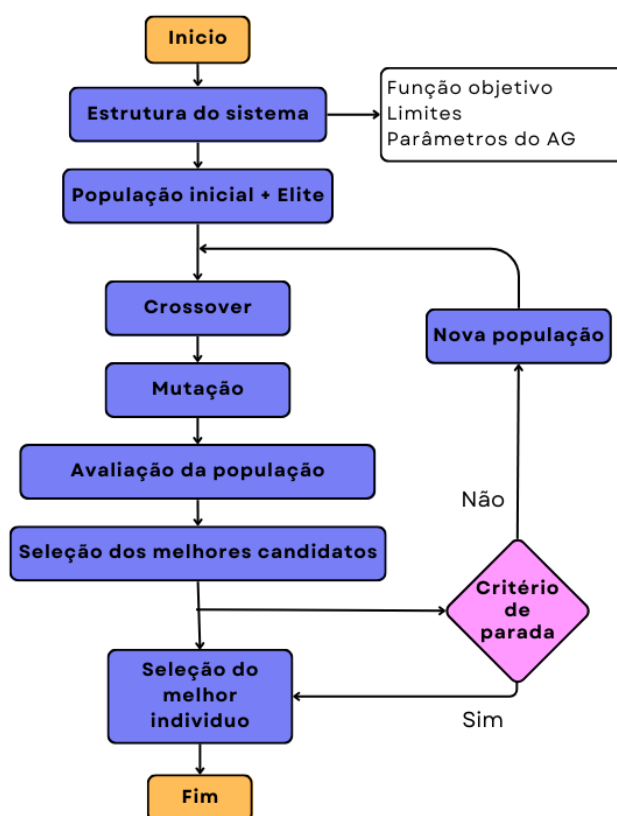 Inicio
Estrutura do sistema
Função objetivo
Limites
Parâmetros do AG
População inicial + Elite
Crossover
Nova população
Mutação
Avaliação da população
Não
Seleção dos melhores candidatos
Critério
de
parada
Seleção do
melhor
individuo
Sim
Fim